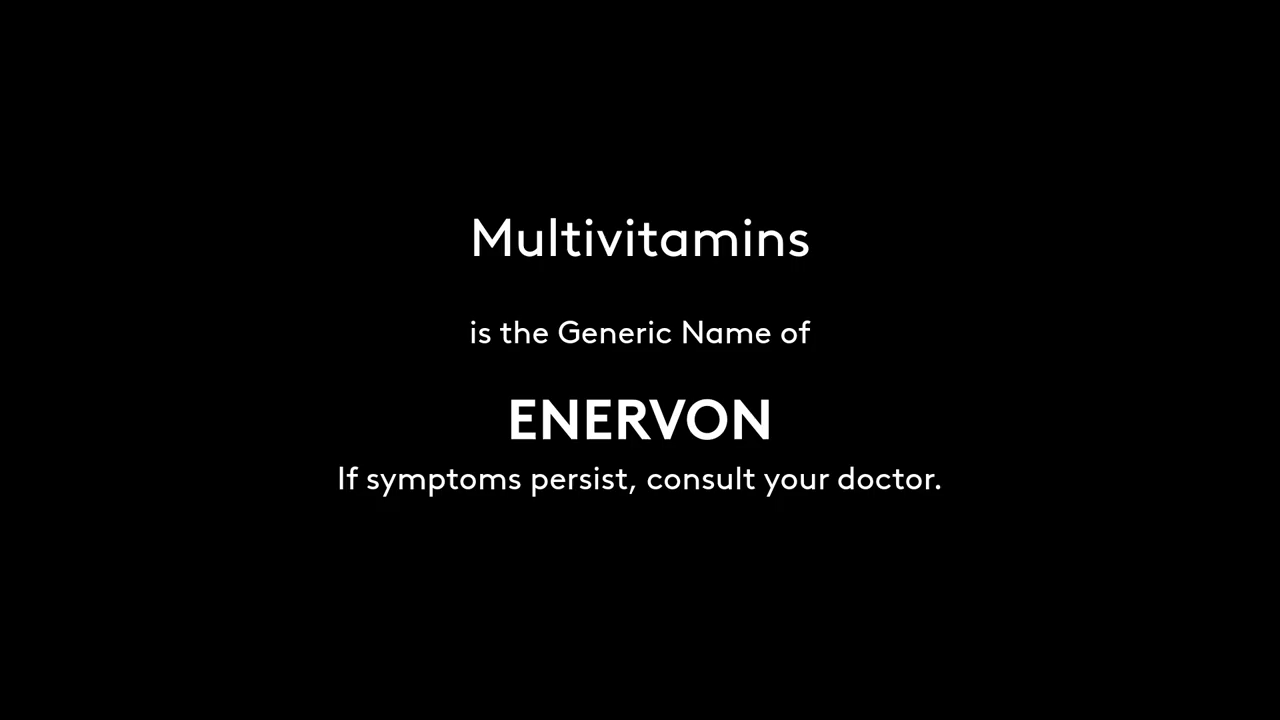 Multivitamins
is the Generic Name of
ENERVON
If symptoms persist, consult your doctor.